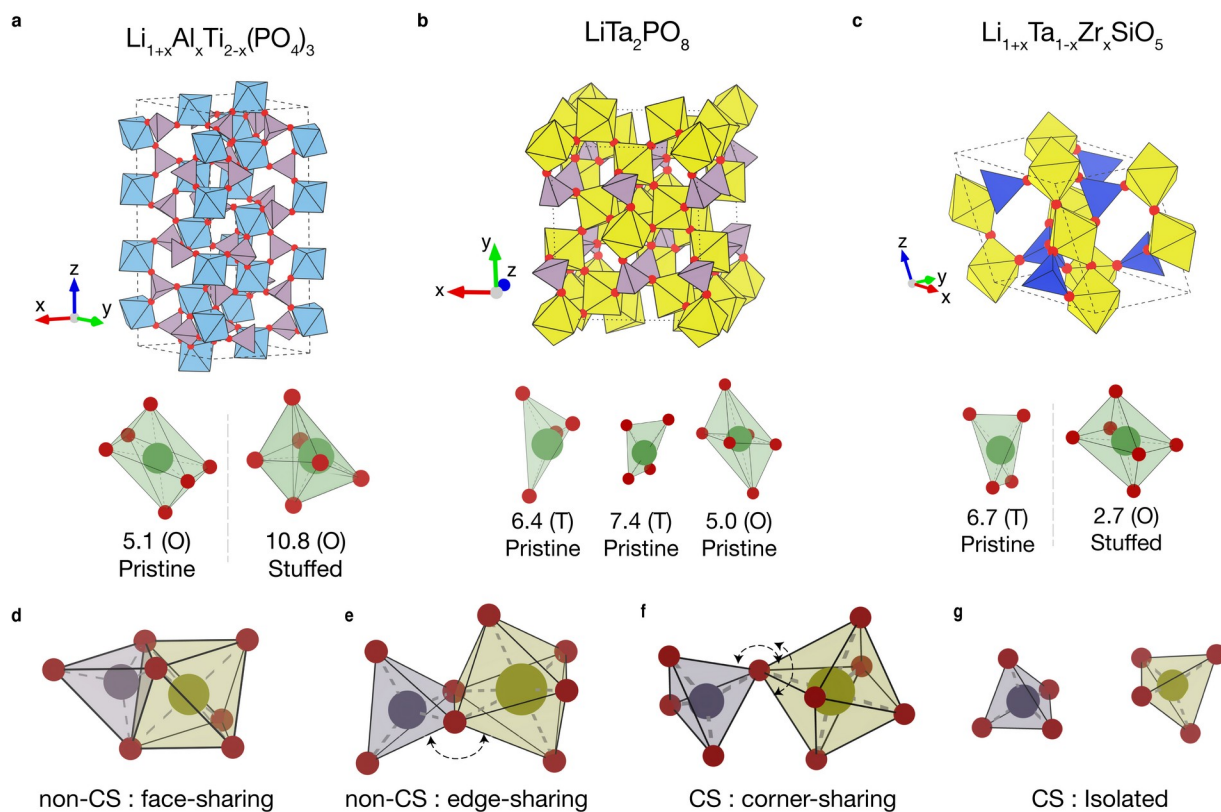 a
Li1+xAlxTi2-x(PO4)3
b
LiTa2PO8
c
Li1+xTa1-xZrxSiO5
z
x
y
y
z
x
z
y
x
5.1 (O)
Pristine
10.8 (O)
Stuffed
6.4 (T)
Pristine
7.4 (T)
Pristine
5.0 (O)
Pristine
6.7 (T)
Pristine
2.7 (O)
Stuffed
d
non-CS : face-sharing
e
non-CS : edge-sharing
f
CS : corner-sharing
g
CS : Isolated